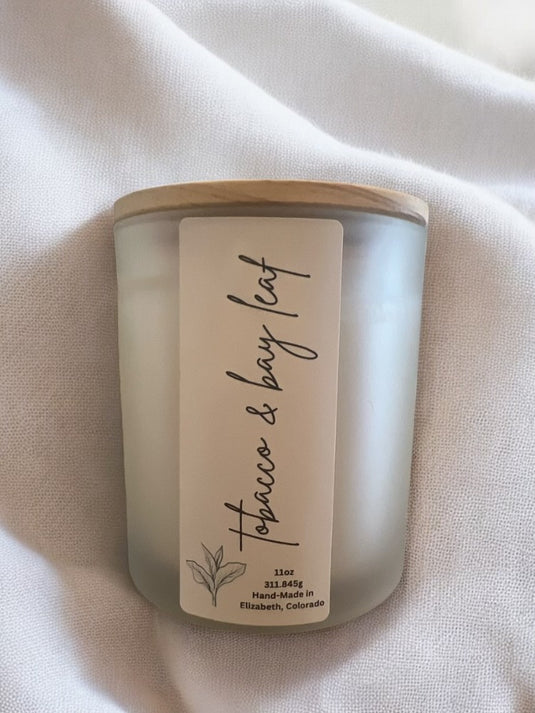 tobacco & bay leaf
11oz
311.845g
Hand-Made in
Elizabeth, Colorado